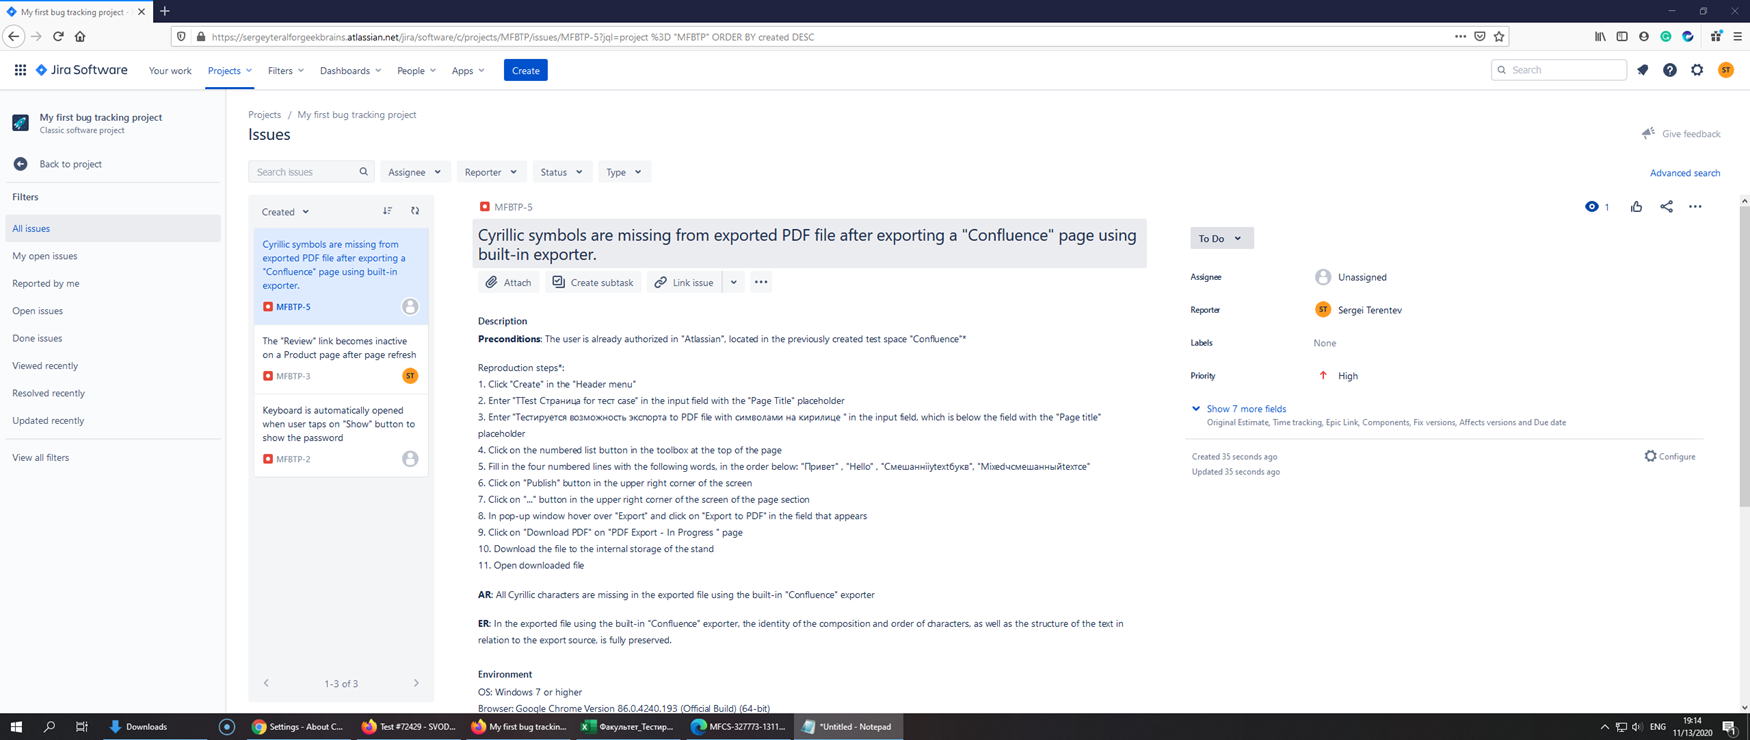 My first bug tracking project -
https://sergeyteralforgeekbrains.atlassian.net/jira/software/c/projects/MFBTP/issues/MFBTP-5?jql=project %3D "MFBTP" ORDER BY created DESC
Jira Software
Your work
Projects
Filters
Dashboards
People
Apps
Create
Search
ST
My first bug tracking project
Classic software project
Back to project
Filters
All issues
My open issues
Reported by me
Open issues
Done issues
Viewed recently
Resolved recently
Updated recently
View all filters
Projects / My first bug tracking project
Issues
Give feedback
Search issues
Assignee
Reporter
Status
Type
Advanced search
Created
Cyrillic symbols are missing from
exported PDF file after exporting a
"Confluence" page using built-in
exporter.
MFBTP-5
The "Review" link becomes inactive
on a Product page after page refresh
MFBTP-3
ST
Keyboard is automatically opened
when user taps on "Show" button to
show the password
MFBTP-2
1-3 of 3
MFBTP-5
1
Cyrillic symbols are missing from exported PDF file after exporting a "Confluence" page using
built-in exporter.
Attach
Create subtask
Link issue
Description
Preconditions: The user is already authorized in "Atlassian", located in the previously created test space "Confluence"*
Reproduction steps*:
1. Click "Create" in the "Header menu"
2. Enter "TTest Страница for тест case" in the input field with the "Page Title" placeholder
3. Enter "Тестируется возможность экспорта to PDF file with символами на кирилице " in the input field, which is below the field with the "Page title"
placeholder
4. Click on the numbered list button in the toolbox at the top of the page
5. Fill in the four numbered lines with the following words, in the order below: "Привет" , "Hello" , "Смешаннiiytextбукв", "Mixedчсмешанныйtextсе"
6. Click on "Publish" button in the upper right corner of the screen
7. Click on "..." button in the upper right corner of the screen of the page section
8. In pop-up window hover over "Export" and click on "Export to PDF" in the field that appears
9. Click on "Download PDF" on "PDF Export - In Progress " page
10. Download the file to the internal storage of the stand
11. Open downloaded file
AR: All Cyrillic characters are missing in the exported file using the built-in "Confluence" exporter
ER: In the exported file using the built-in "Confluence" exporter, the identity of the composition and order of characters, as well as the structure of the text in
relation to the export source, is fully preserved.
Environment
OS: Windows 7 or higher
Browser: Google Chrome Version 86.0.4240.193 (Official Build) (64-bit)
To Do
Assignee
Unassigned
Reporter
ST
Sergei Terentev
Labels
None
Priority
High
Show 7 more fields
Original Estimate, Time tracking, Epic Link, Components, Fix versions, Affects versions and Due date
Created 35 seconds ago
Configure
Updated 35 seconds ago
Downloads
Settings - About C...
Test #72429 - SVOD...
My first bug trackin...
Факультет_Тестир...
MFCS-327773-1311...
*Untitled - Notepad
ENG
19:14
11/13/2020
1